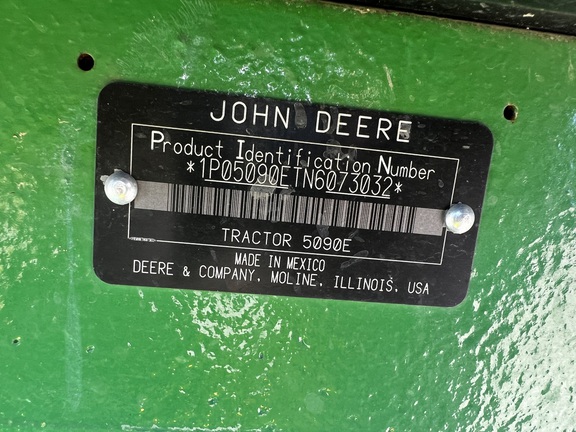 JOHN DEERE
Product Identification Number
*1P05090ETN6073032*
TRACTOR 5090E
MADE IN MEXICO
DEERE & COMPANY, MOLINE, ILLINOIS, USA